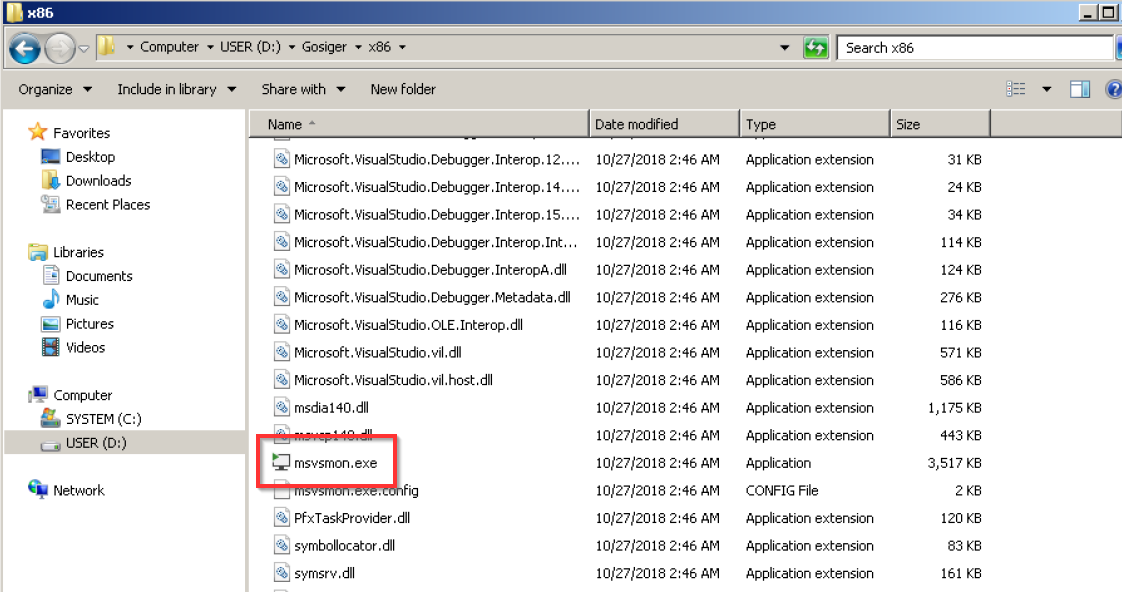 x86
Computer USER (D:) Gosiger x86
Search x86
Organize Include in library Share with New folder
Favorites
Desktop
Downloads
Recent Places
Libraries
Documents
Music
Pictures
Videos
Computer
SYSTEM (C:)
USER (D:)
Network
Name Date modified Type Size
Microsoft.VisualStudio.Debugger.Interop.12.... 10/27/2018 2:46 AM Application extension 31 KB
Microsoft.VisualStudio.Debugger.Interop.14.... 10/27/2018 2:46 AM Application extension 24 KB
Microsoft.VisualStudio.Debugger.Interop.15.... 10/27/2018 2:46 AM Application extension 34 KB
Microsoft.VisualStudio.Debugger.Interop.Int... 10/27/2018 2:46 AM Application extension 114 KB
Microsoft.VisualStudio.Debugger.InteropA.dll 10/27/2018 2:46 AM Application extension 124 KB
Microsoft.VisualStudio.Debugger.Metadata.dll 10/27/2018 2:46 AM Application extension 276 KB
Microsoft.VisualStudio.OLE.Interop.dll 10/27/2018 2:46 AM Application extension 116 KB
Microsoft.VisualStudio.vil.dll 10/27/2018 2:46 AM Application extension 571 KB
Microsoft.VisualStudio.vil.host.dll 10/27/2018 2:46 AM Application extension 586 KB
msdia140.dll 10/27/2018 2:46 AM Application extension 1,175 KB
msvcp140.dll 10/27/2018 2:46 AM Application extension 443 KB
msvsmon.exe 10/27/2018 2:46 AM Application 3,517 KB
msvsmon.exe.config 10/27/2018 2:46 AM CONFIG File 2 KB
PfxTaskProvider.dll 10/27/2018 2:46 AM Application extension 120 KB
symbollocator.dll 10/27/2018 2:46 AM Application extension 83 KB
symsrv.dll 10/27/2018 2:46 AM Application extension 161 KB